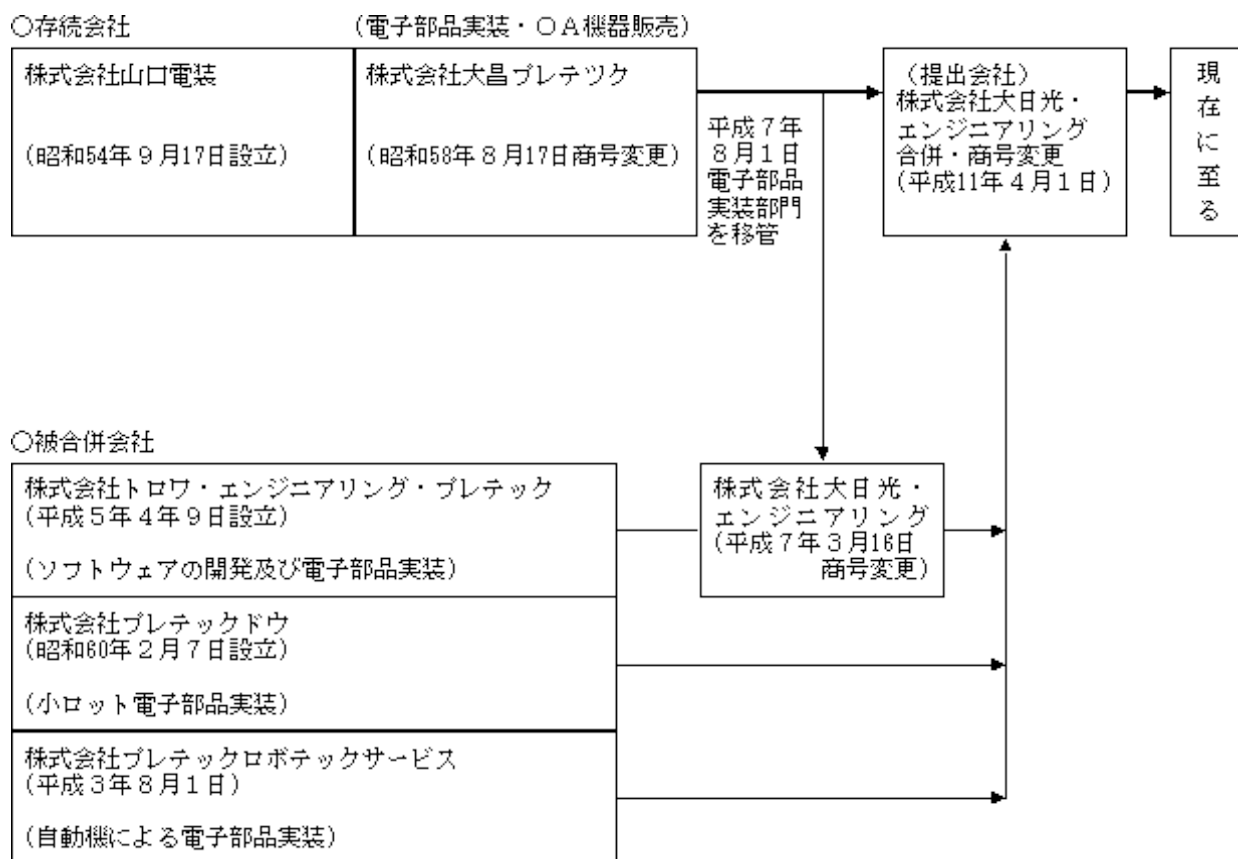 ○存続会社
(電子部品実装・OA機器販売)
株式会社山口電装
(昭和54年9月17日設立)
株式会社大昌プレテツク
(昭和58年8月17日商号変更)
平成7年
8月1日
電子部品
実装部門
を移管
(提出会社)
株式会社大日光・
エンジニアリング
合併・商号変更
(平成11年4月1日)
現
在
に
至
る
○被合併会社
株式会社トロワ・エンジニアリング・プレテック
(平成5年4年9日設立)
(ソフトウェアの開発及び電子部品実装)
株式会社大日光・
エンジニアリング
(平成7年3月16日
商号変更)
株式会社プレテックドウ
(昭和60年2月7日設立)
(小ロット電子部品実装)
株式会社プレテックロボテックサービス
(平成3年8月1日)
(自動機による電子部品実装)